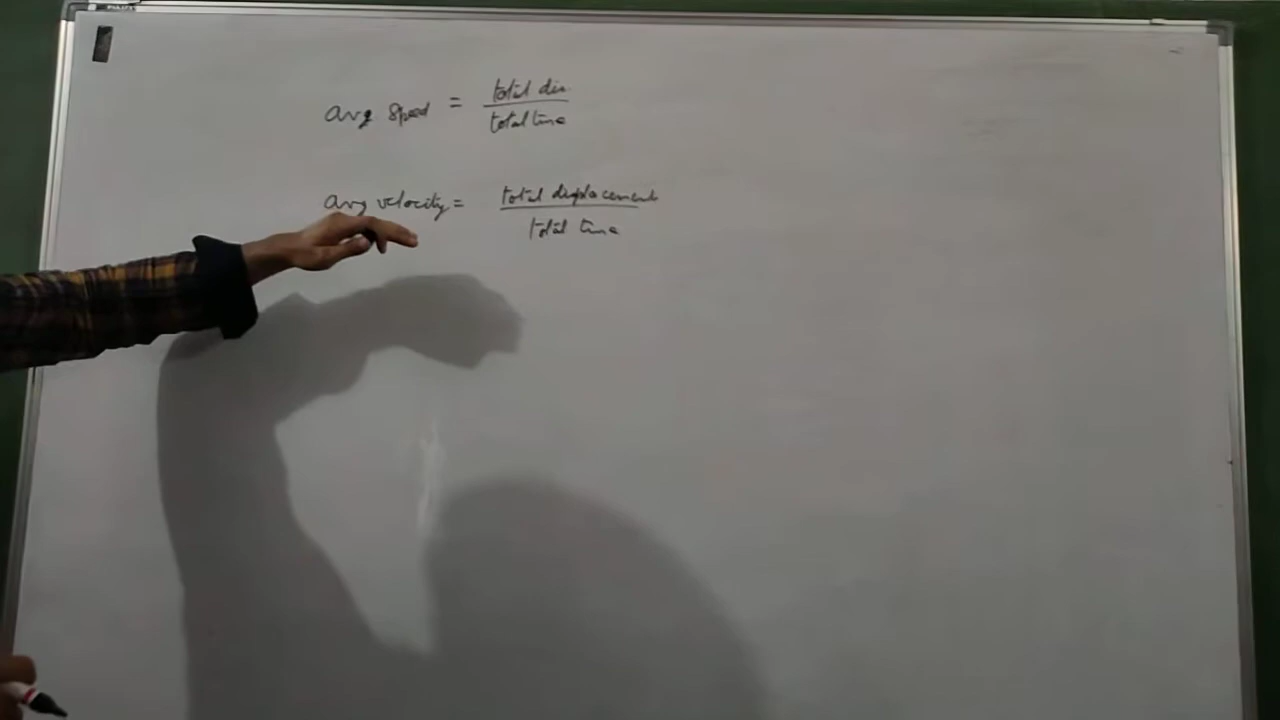 avg speed = total dis / total time
avg velocity = total displacement / total time